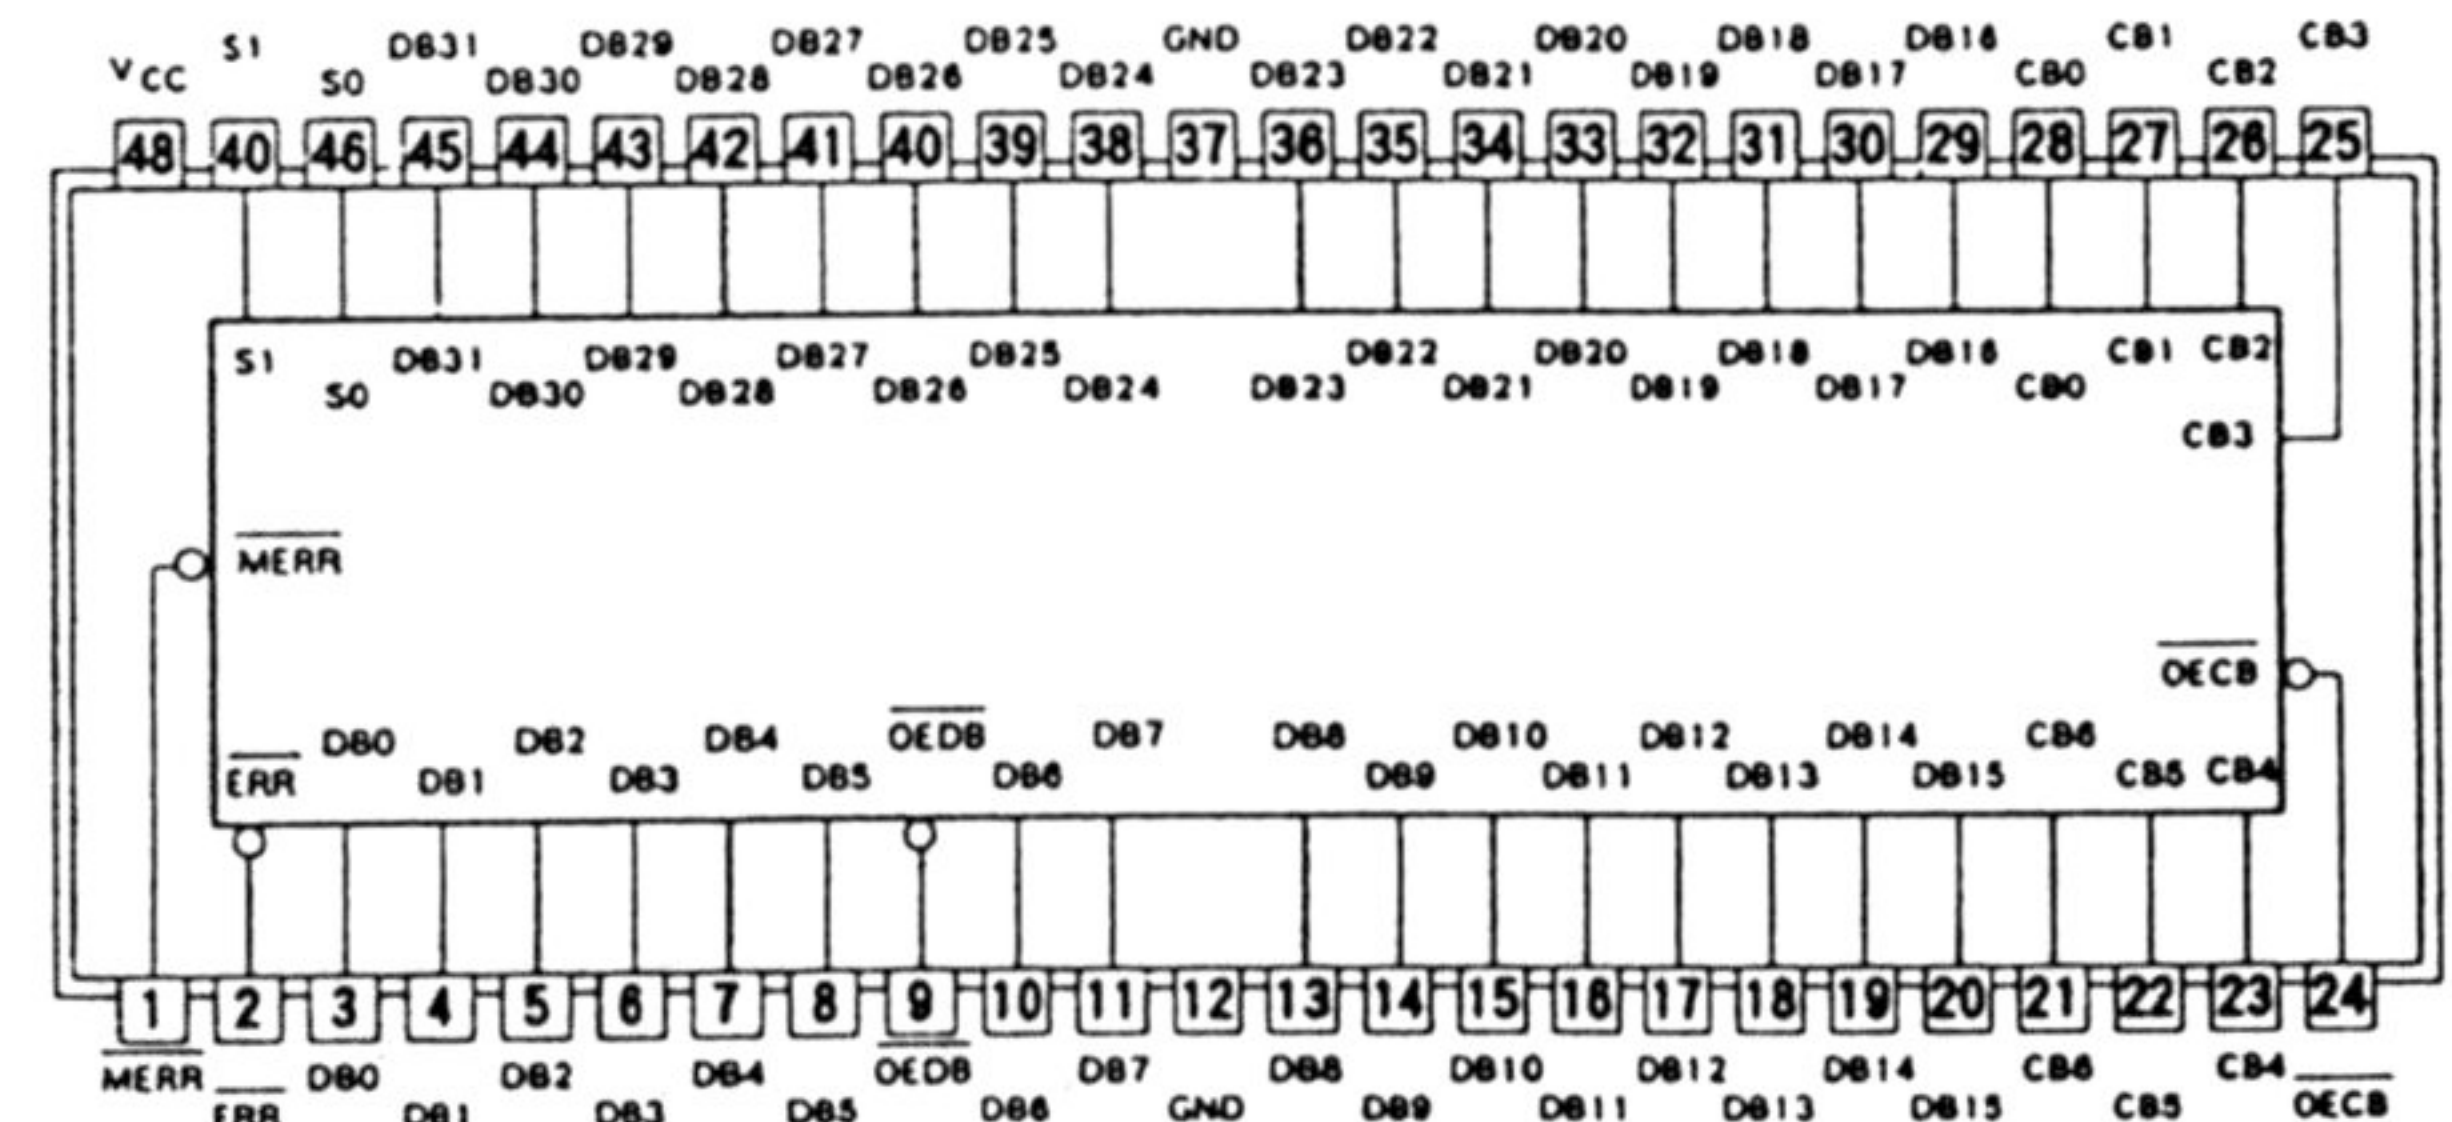 S1 DB31 DB29 DB27 DB25 GND DB22 DB20 DB18 DB16 CB1 CB3
VCC S0 DB30 DB28 DB26 DB24 DB23 DB21 DB19 DB17 CB0 CB2
48 40 46 45 44 43 42 41 40 39 38 37 36 35 34 33 32 31 30 29 28 27 26 25
S1 DB31 DB29 DB27 DB25 DB22 DB20 DB18 DB16 CB1 CB2
S0 DB30 DB28 DB26 DB24 DB23 DB21 DB19 DB17 CB0
CB3
MERR
OECB
DB0 DB2 DB4 OEDB DB7 DB8 DB10 DB12 DB14 CB6
ERR DB1 DB3 DB5 DB6 DB9 DB11 DB13 DB15 CB5 CB4
1 2 3 4 5 6 7 8 9 10 11 12 13 14 15 16 17 18 19 20 21 22 23 24
MERR DB0 DB2 DB4 OEDB DB7 DB8 DB10 DB12 DB14 CB6 CB4
ERR DB1 DB3 DB5 DB6 GND DB9 DB11 DB13 DB15 CB5 OECB